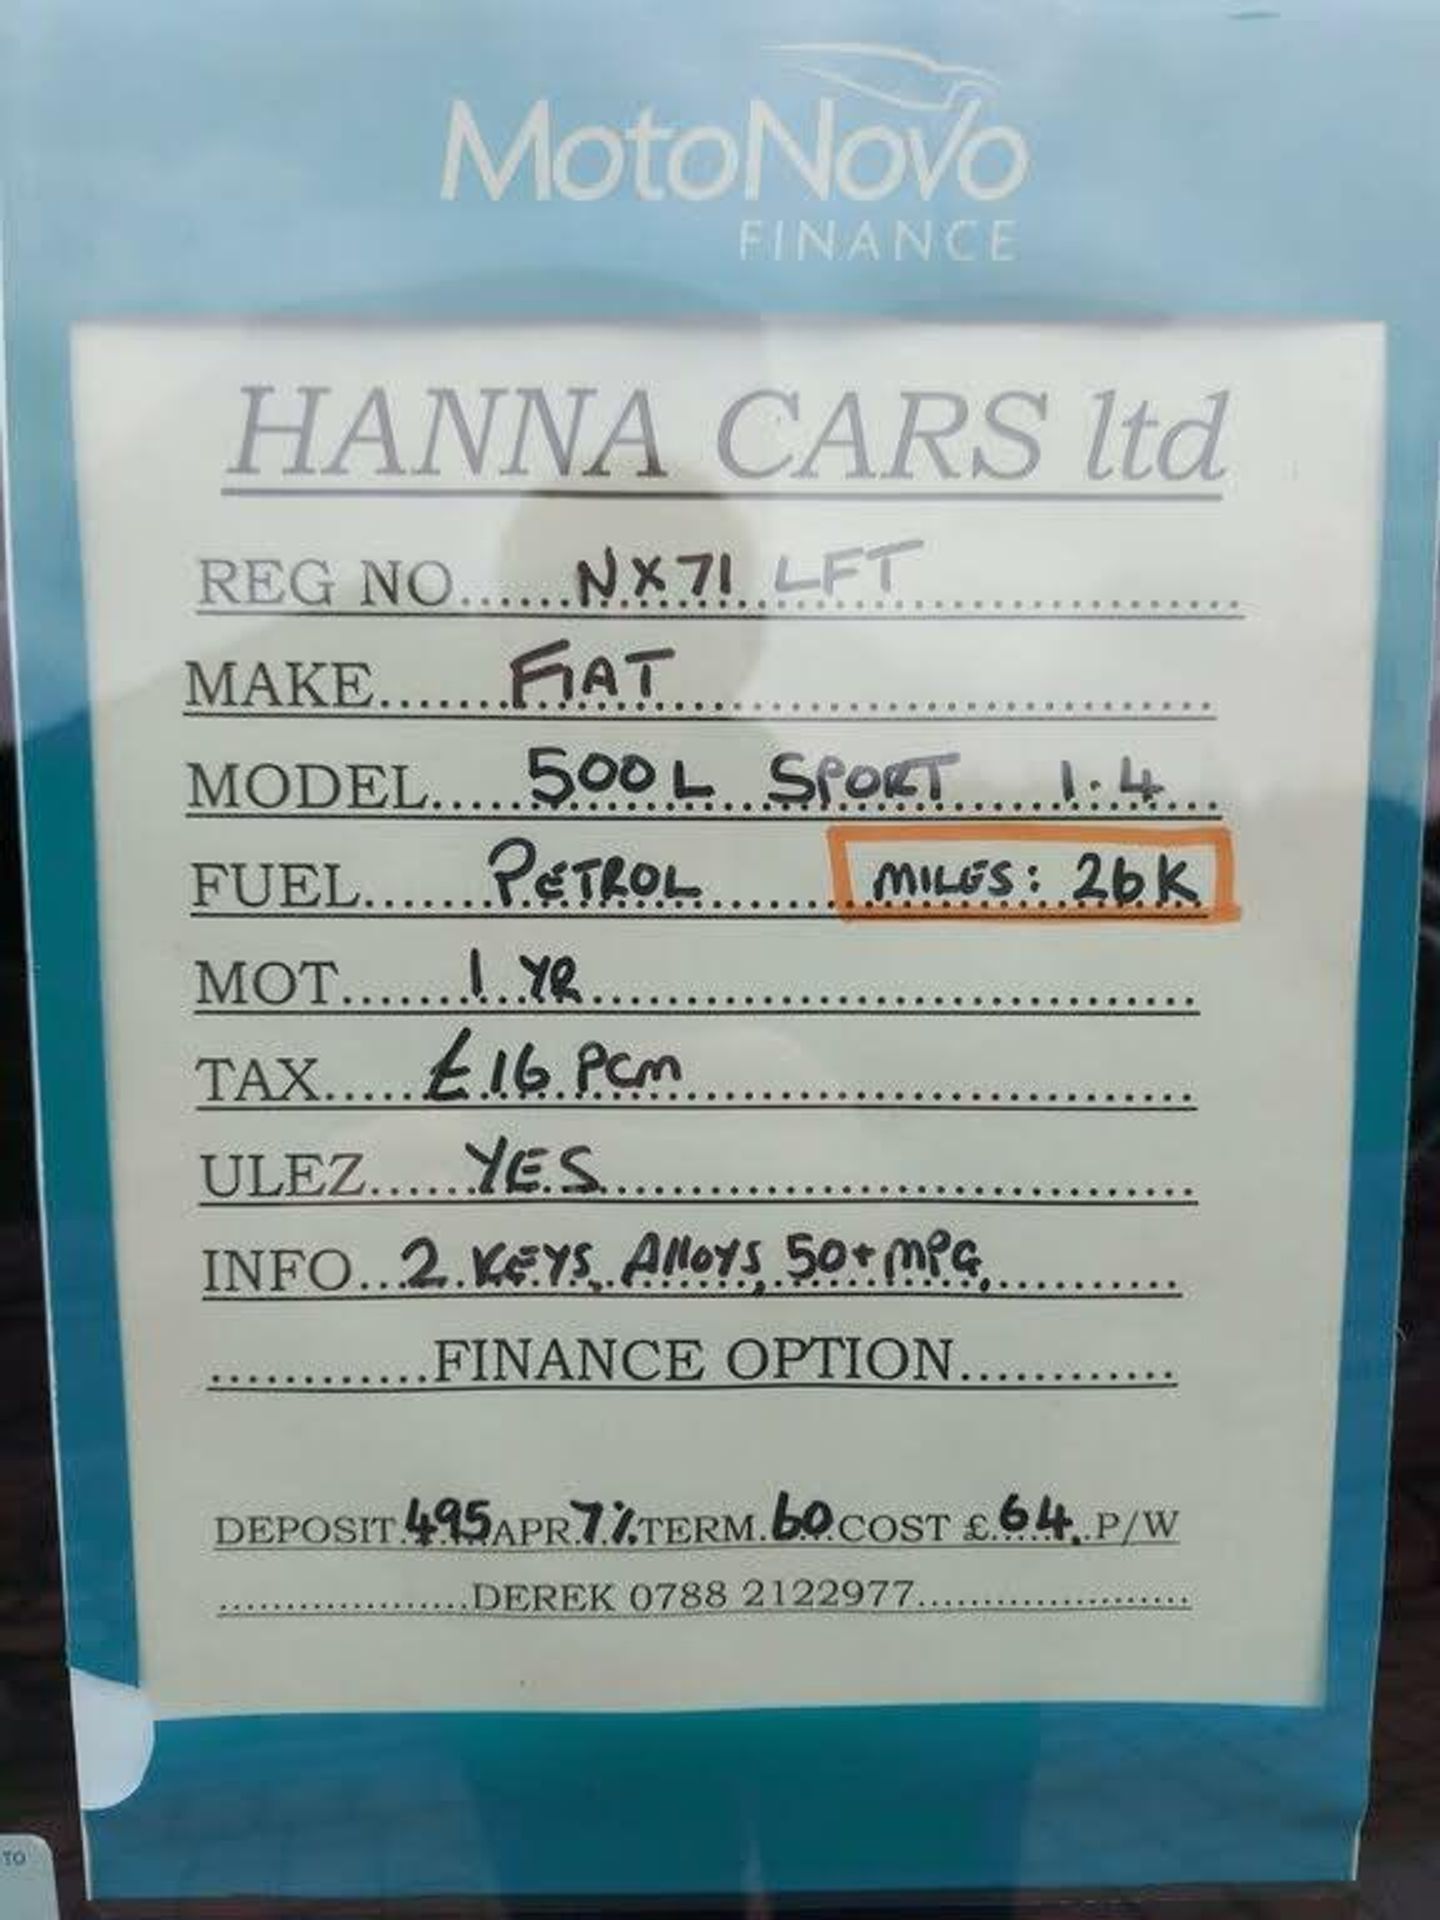 MotoNovo
FINANCE
HANNA CARS ltd
REG NO......NX71 LFT
MAKE......FIAT
MODEL.....500L SPORT 1.4
FUEL......PETROL MILES: 26K
MOT......1 YR
TAX.....£16 PCM
ULEZ.....YES
INFO...2 KEYS, Alloys, 50+ MPG,
............FINANCE OPTION............
DEPOSIT.495 APR.7% TERM.60 COST £.64. P/W
...................DEREK 0788 2122977.....................
TO